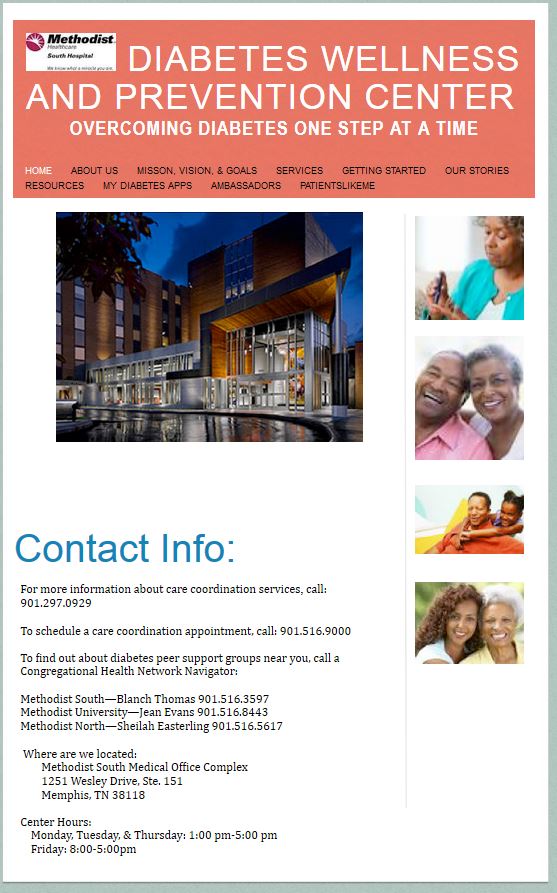 Methodist
Healthcare
South Hospital
We know what a miracle you are.
DIABETES WELLNESS
AND PREVENTION CENTER
OVERCOMING DIABETES ONE STEP AT A TIME
HOME ABOUT US MISSON, VISION, & GOALS SERVICES GETTING STARTED OUR STORIES
RESOURCES MY DIABETES APPS AMBASSADORS PATIENTSLIKEME
Contact Info:
For more information about care coordination services, call:
901.297.0929
To schedule a care coordination appointment, call: 901.516.9000
To find out about diabetes peer support groups near you, call a
Congregational Health Network Navigator:
Methodist South—Blanch Thomas 901.516.3597
Methodist University—Jean Evans 901.516.8443
Methodist North—Sheilah Easterling 901.516.5617
Where are we located:
Methodist South Medical Office Complex
1251 Wesley Drive, Ste. 151
Memphis, TN 38118
Center Hours:
Monday, Tuesday, & Thursday: 1:00 pm-5:00 pm
Friday: 8:00-5:00pm